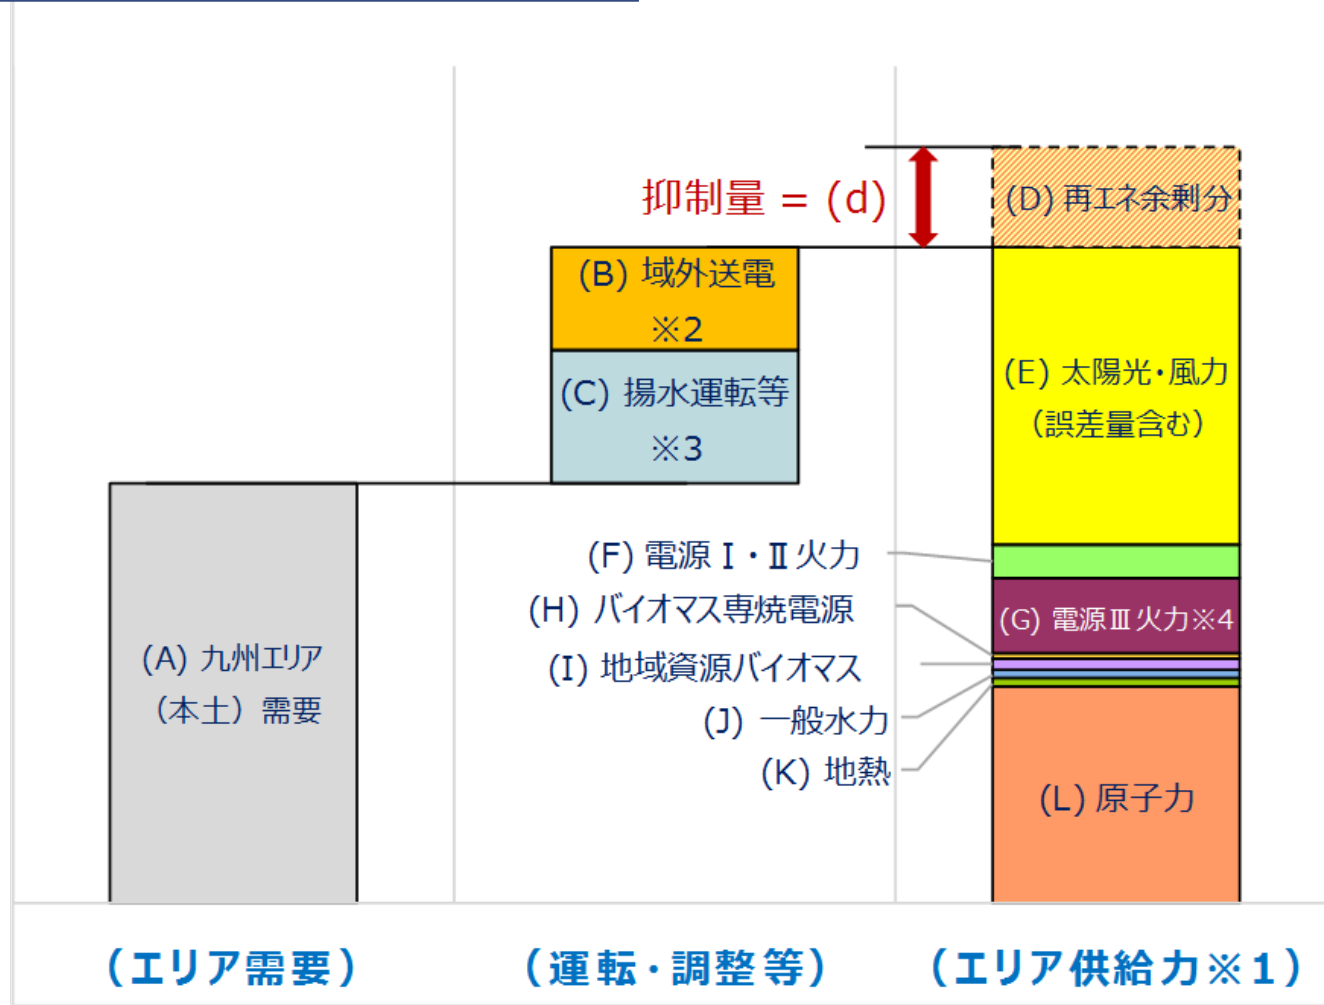 抑制量 = (d)
(D) 再エネ余剰分
(B) 域外送電
※2
(C) 揚水運転等
※3
(E) 太陽光・風力
（誤差量含む）
(F) 電源Ⅰ・Ⅱ火力
(H) バイオマス専焼電源
(G) 電源Ⅲ火力※4
(I) 地域資源バイオマス
(A) 九州エリア
（本土）需要
(J) 一般水力
(K) 地熱
(L) 原子力
（エリア需要）
（運転・調整等）
（エリア供給力※1）